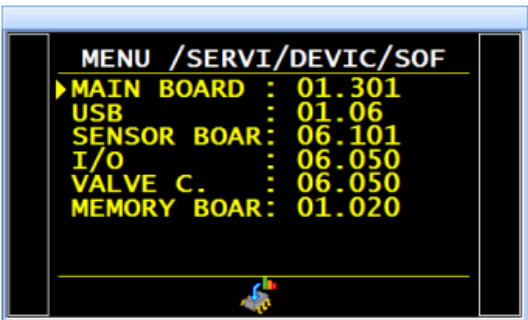 MENU /SERVI/DEVIC/SOF
MAIN BOARD : 01.301
USB : 01.06
SENSOR BOAR: 06.101
I/O : 06.050
VALVE C. : 06.050
MEMORY BOAR: 01.020